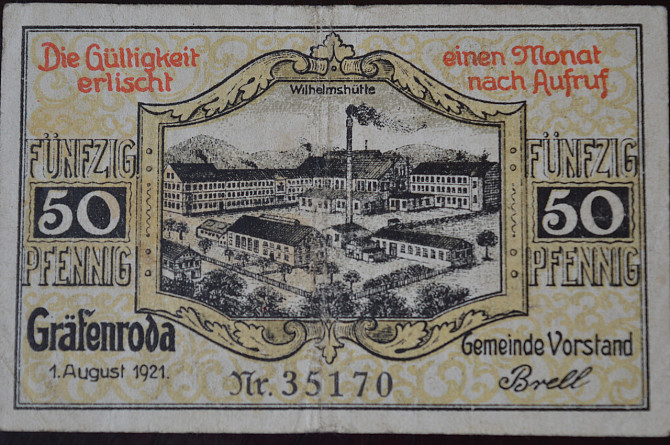 Die Gültigkeit
erlischt
einen Monat
nach Aufruf
Wilhelmshütte
FÜNFZIG
50
PFENNIG
FÜNFZIG
50
PFENNIG
Gräfenroda
1. August 1921.
Nr. 35170
Gemeinde Vorstand
Brell